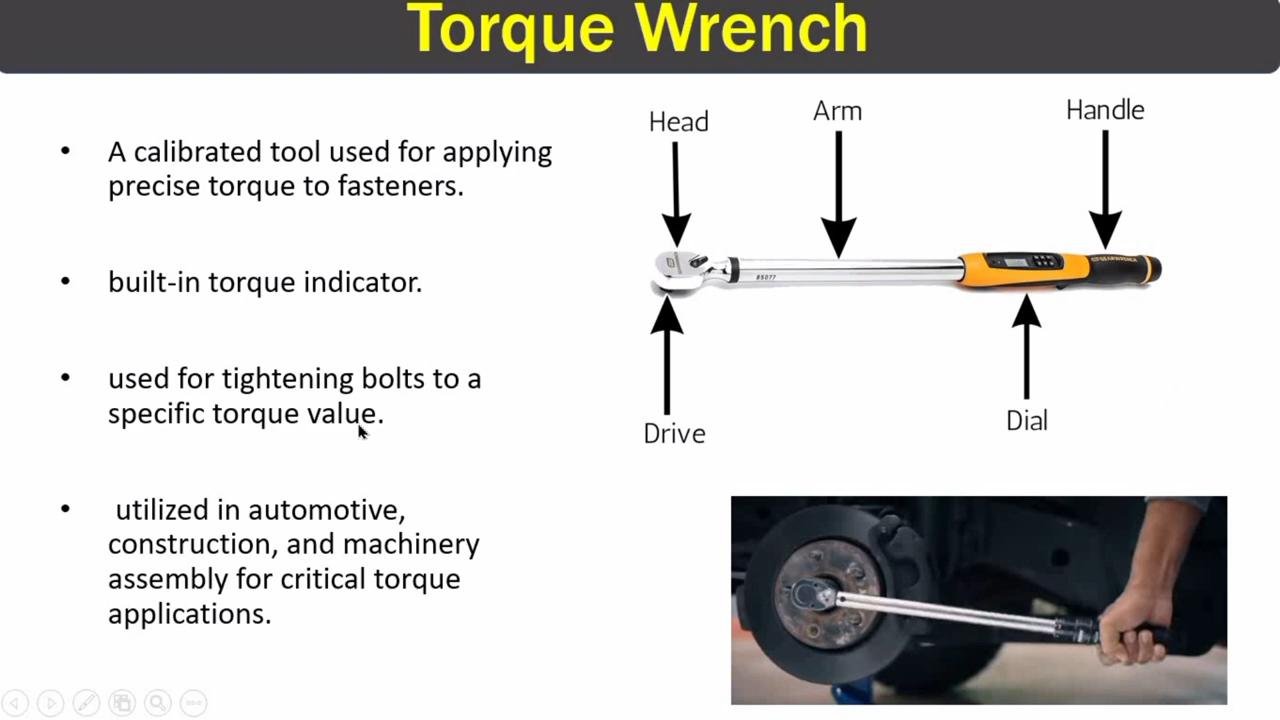 Torque Wrench
• A calibrated tool used for applying
precise torque to fasteners.
• built-in torque indicator.
• used for tightening bolts to a
specific torque value.
• utilized in automotive,
construction, and machinery
assembly for critical torque
applications.
Head
Arm
Handle
85077
GEARWRENCH
Drive
Dial